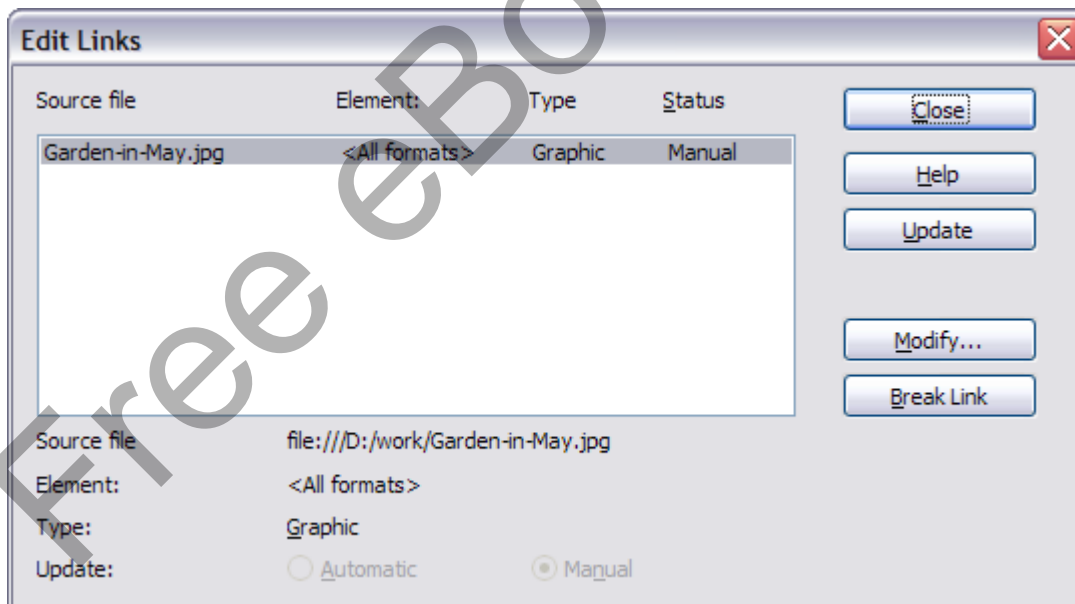 Edit Links
Source file Element: Type Status
Close
Garden-in-May.jpg <All formats> Graphic Manual
Help
Update
Modify...
Break Link
Source file file:///D:/work/Garden-in-May.jpg
Element: <All formats>
Type: Graphic
Update: Automatic Manual
Free eBo